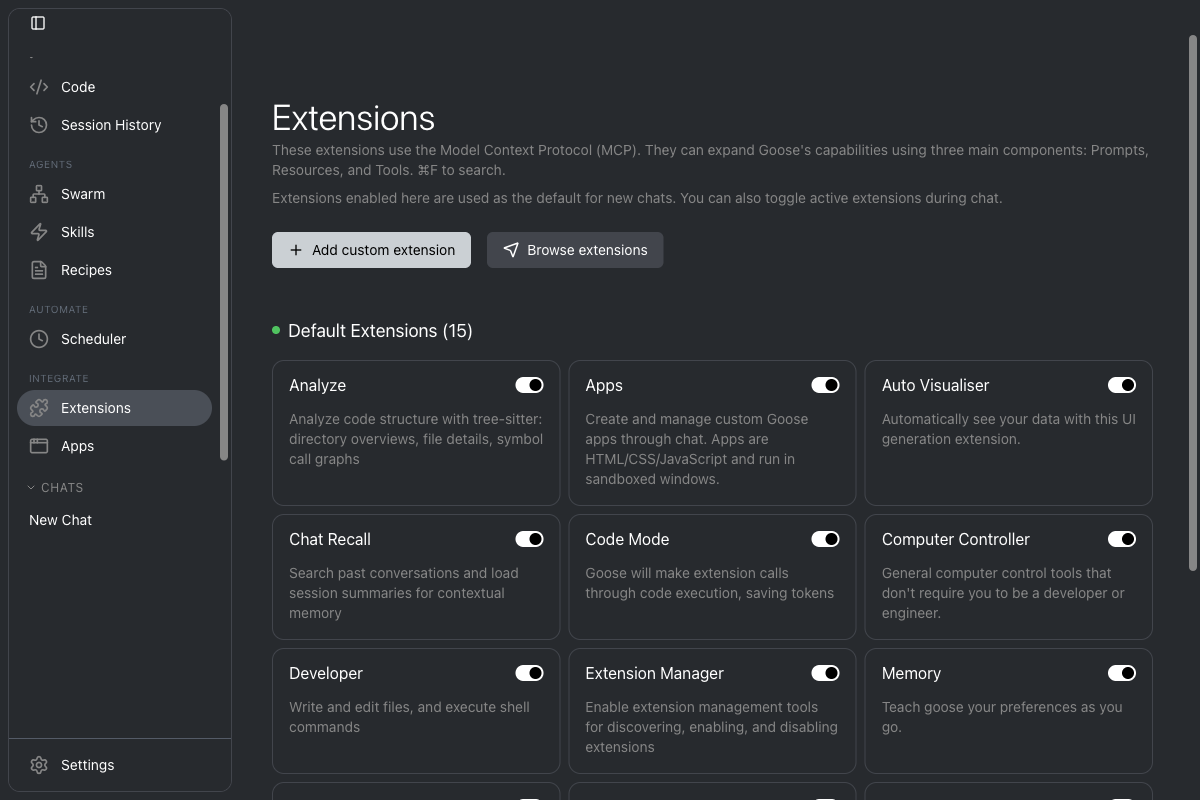 Code
Session History
AGENTS
Swarm
Skills
Recipes
AUTOMATE
Scheduler
INTEGRATE
Extensions
Apps
CHATS
New Chat
Settings
Extensions
These extensions use the Model Context Protocol (MCP). They can expand Goose's capabilities using three main components: Prompts,
Resources, and Tools. ⌘F to search.
Extensions enabled here are used as the default for new chats. You can also toggle active extensions during chat.
Add custom extension
Browse extensions
Default Extensions (15)
Analyze
Analyze code structure with tree-sitter:
directory overviews, file details, symbol
call graphs
Apps
Create and manage custom Goose
apps through chat. Apps are
HTML/CSS/JavaScript and run in
sandboxed windows.
Auto Visualiser
Automatically see your data with this UI
generation extension.
Chat Recall
Search past conversations and load
session summaries for contextual
memory
Code Mode
Goose will make extension calls
through code execution, saving tokens
Computer Controller
General computer control tools that
don't require you to be a developer or
engineer.
Developer
Write and edit files, and execute shell
commands
Extension Manager
Enable extension management tools
for discovering, enabling, and disabling
extensions
Memory
Teach goose your preferences as you
go.